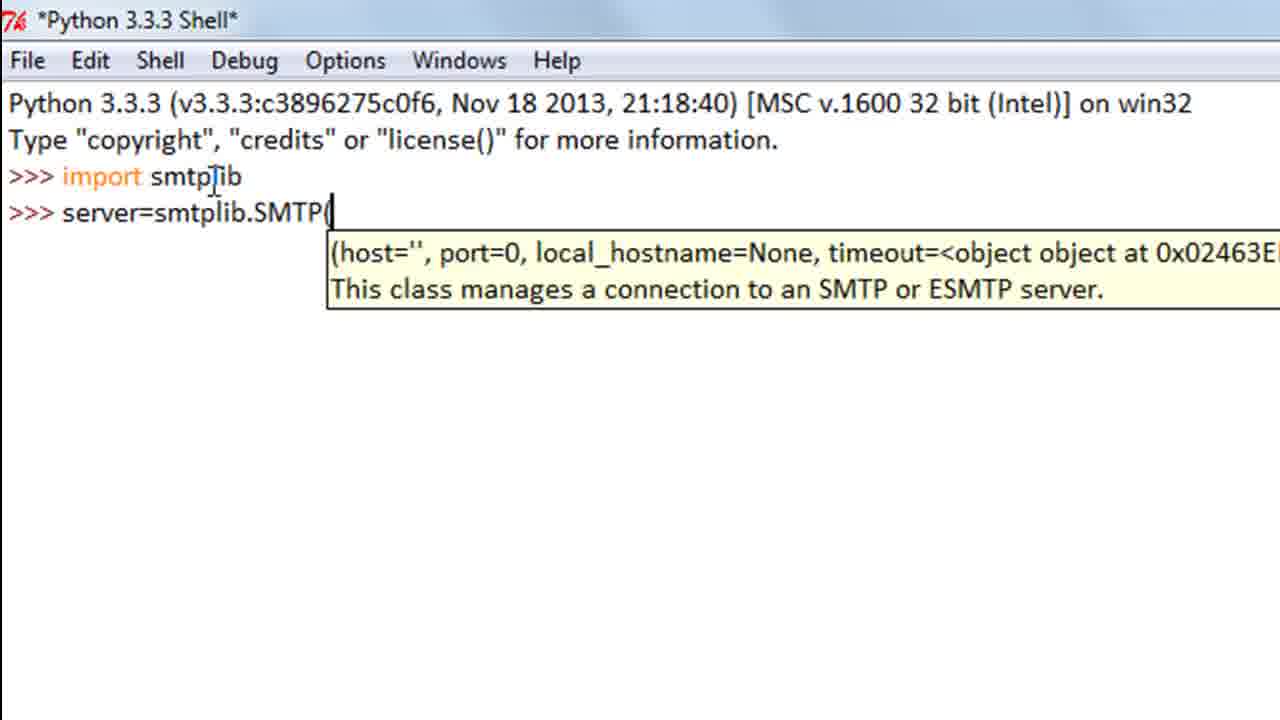 *Python 3.3.3 Shell*
File Edit Shell Debug Options Windows Help
Python 3.3.3 (v3.3.3:c3896275c0f6, Nov 18 2013, 21:18:40) [MSC v.1600 32 bit (Intel)] on win32
Type "copyright", "credits" or "license()" for more information.
>>> import smtplib
>>> server=smtplib.SMTP(
(host='', port=0, local_hostname=None, timeout=<object object at 0x02463E
This class manages a connection to an SMTP or ESMTP server.